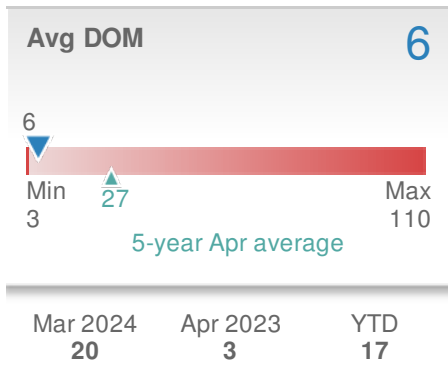 Avg DOM 6
6
Min Max
27
3 110
5-year Apr average
Mar 2024 Apr 2023 YTD
20 3 17